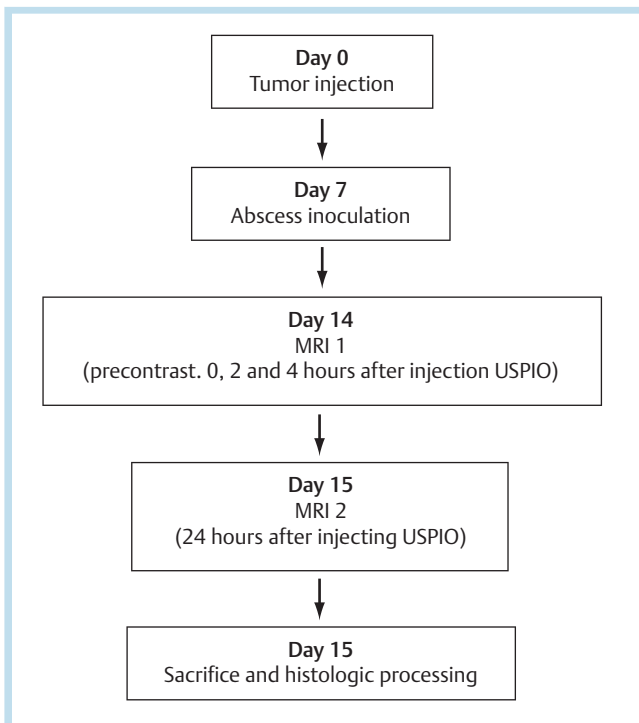 Day 0
Tumor injection
Day 7
Abscess inoculation
Day 14
MRI 1
(precontrast. 0, 2 and 4 hours after injection USPIO)
Day 15
MRI 2
(24 hours after injecting USPIO)
Day 15
Sacrifice and histologic processing